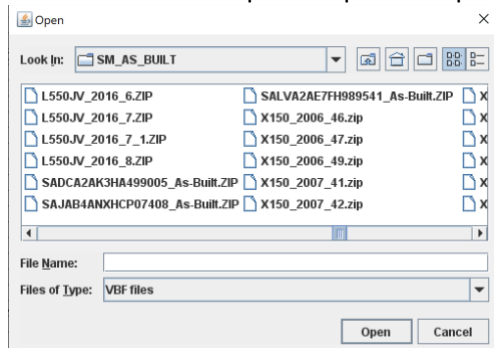 Open
Look In: SM_AS_BUILT
L550JV_2016_6.ZIP
L550JV_2016_7.ZIP
L550JV_2016_7_1.ZIP
L550JV_2016_8.ZIP
SADCA2AK3HA499005_As-Built.ZIP
SAJAB4ANXHCP07408_As-Built.ZIP
SALVA2AE7FH989541_As-Built.ZIP
X150_2006_46.zip
X150_2006_47.zip
X150_2006_49.zip
X150_2007_41.zip
X150_2007_42.zip
X
X
X
X
X
X
File Name:
Files of Type: VBF files
Open Cancel